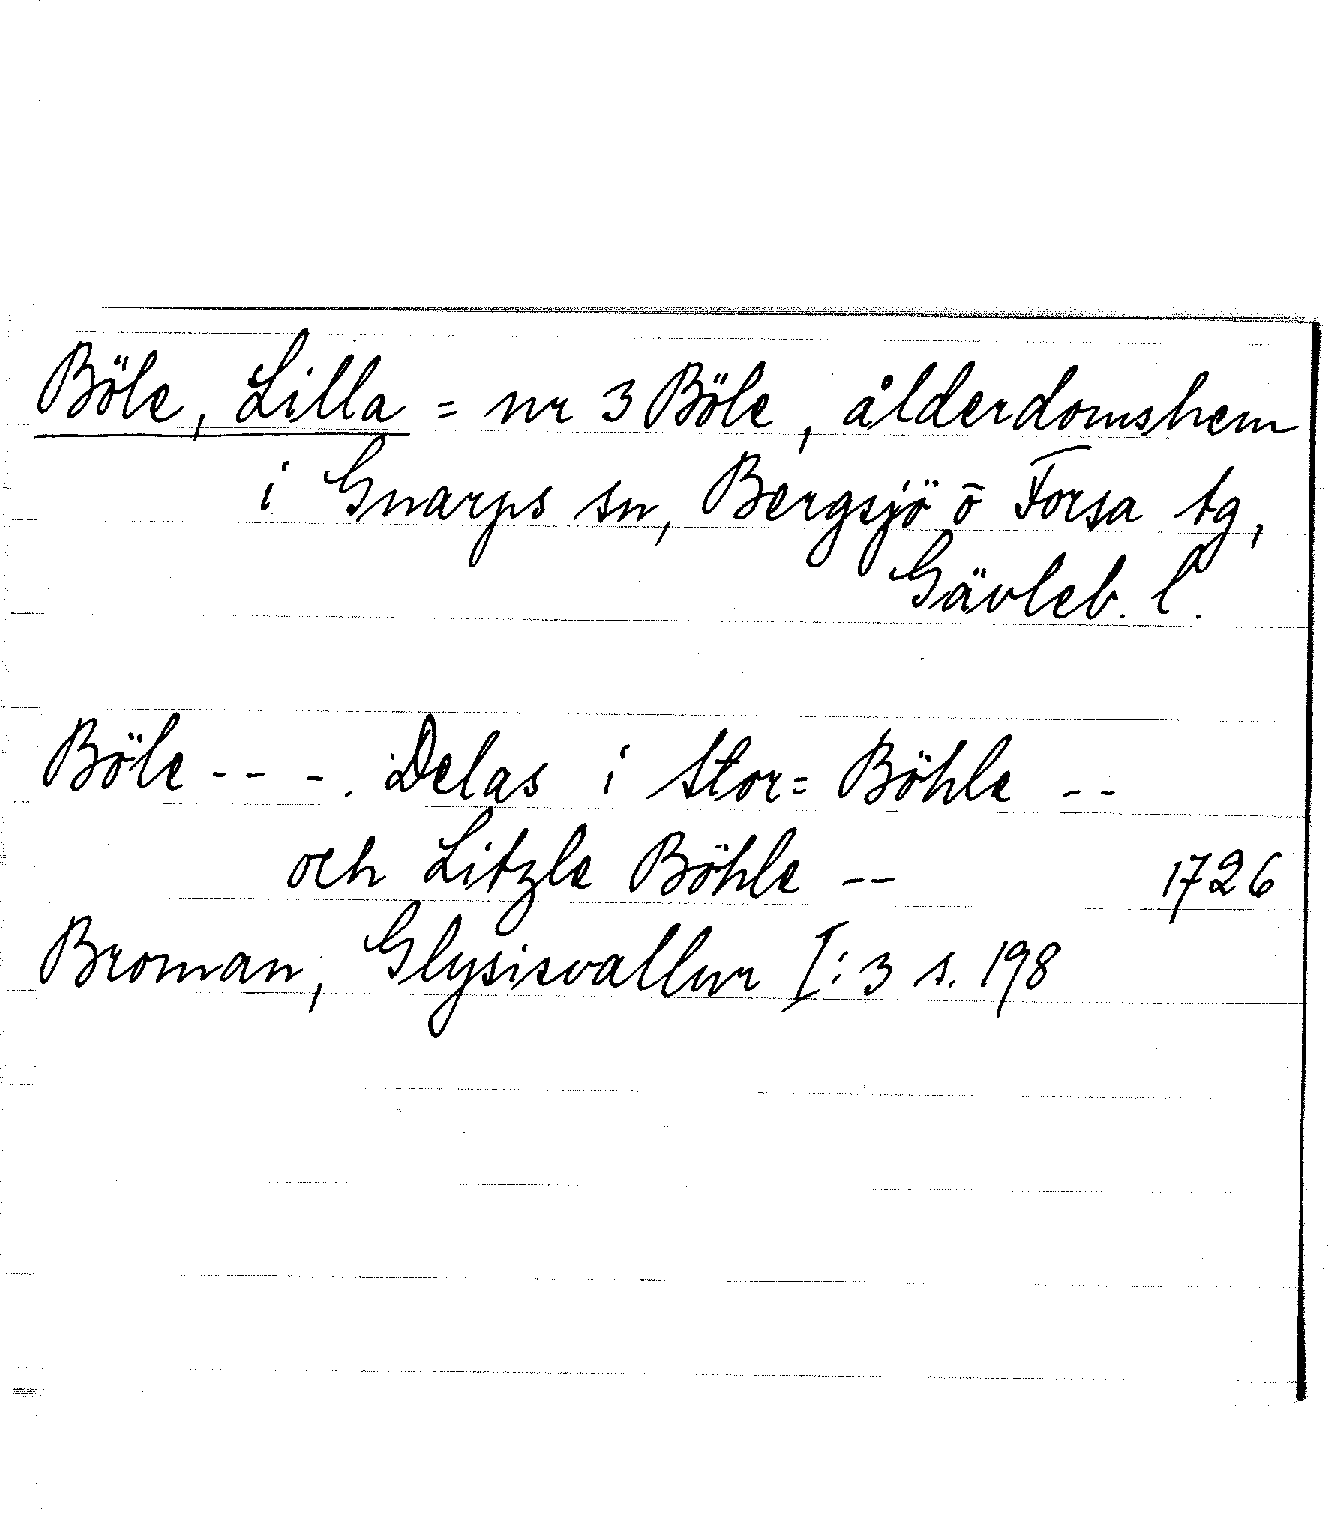 Böle, Lilla = nr 3 Böle, ålderdomshem
i Gnarps sn, Bergsjö o Forsa tg,
Gävleb. l.
Böle - - - . Delas i Stor= Böhle - -
och Litzle Böhle - - 1726
Broman, Glysisvallur I:3 s. 198